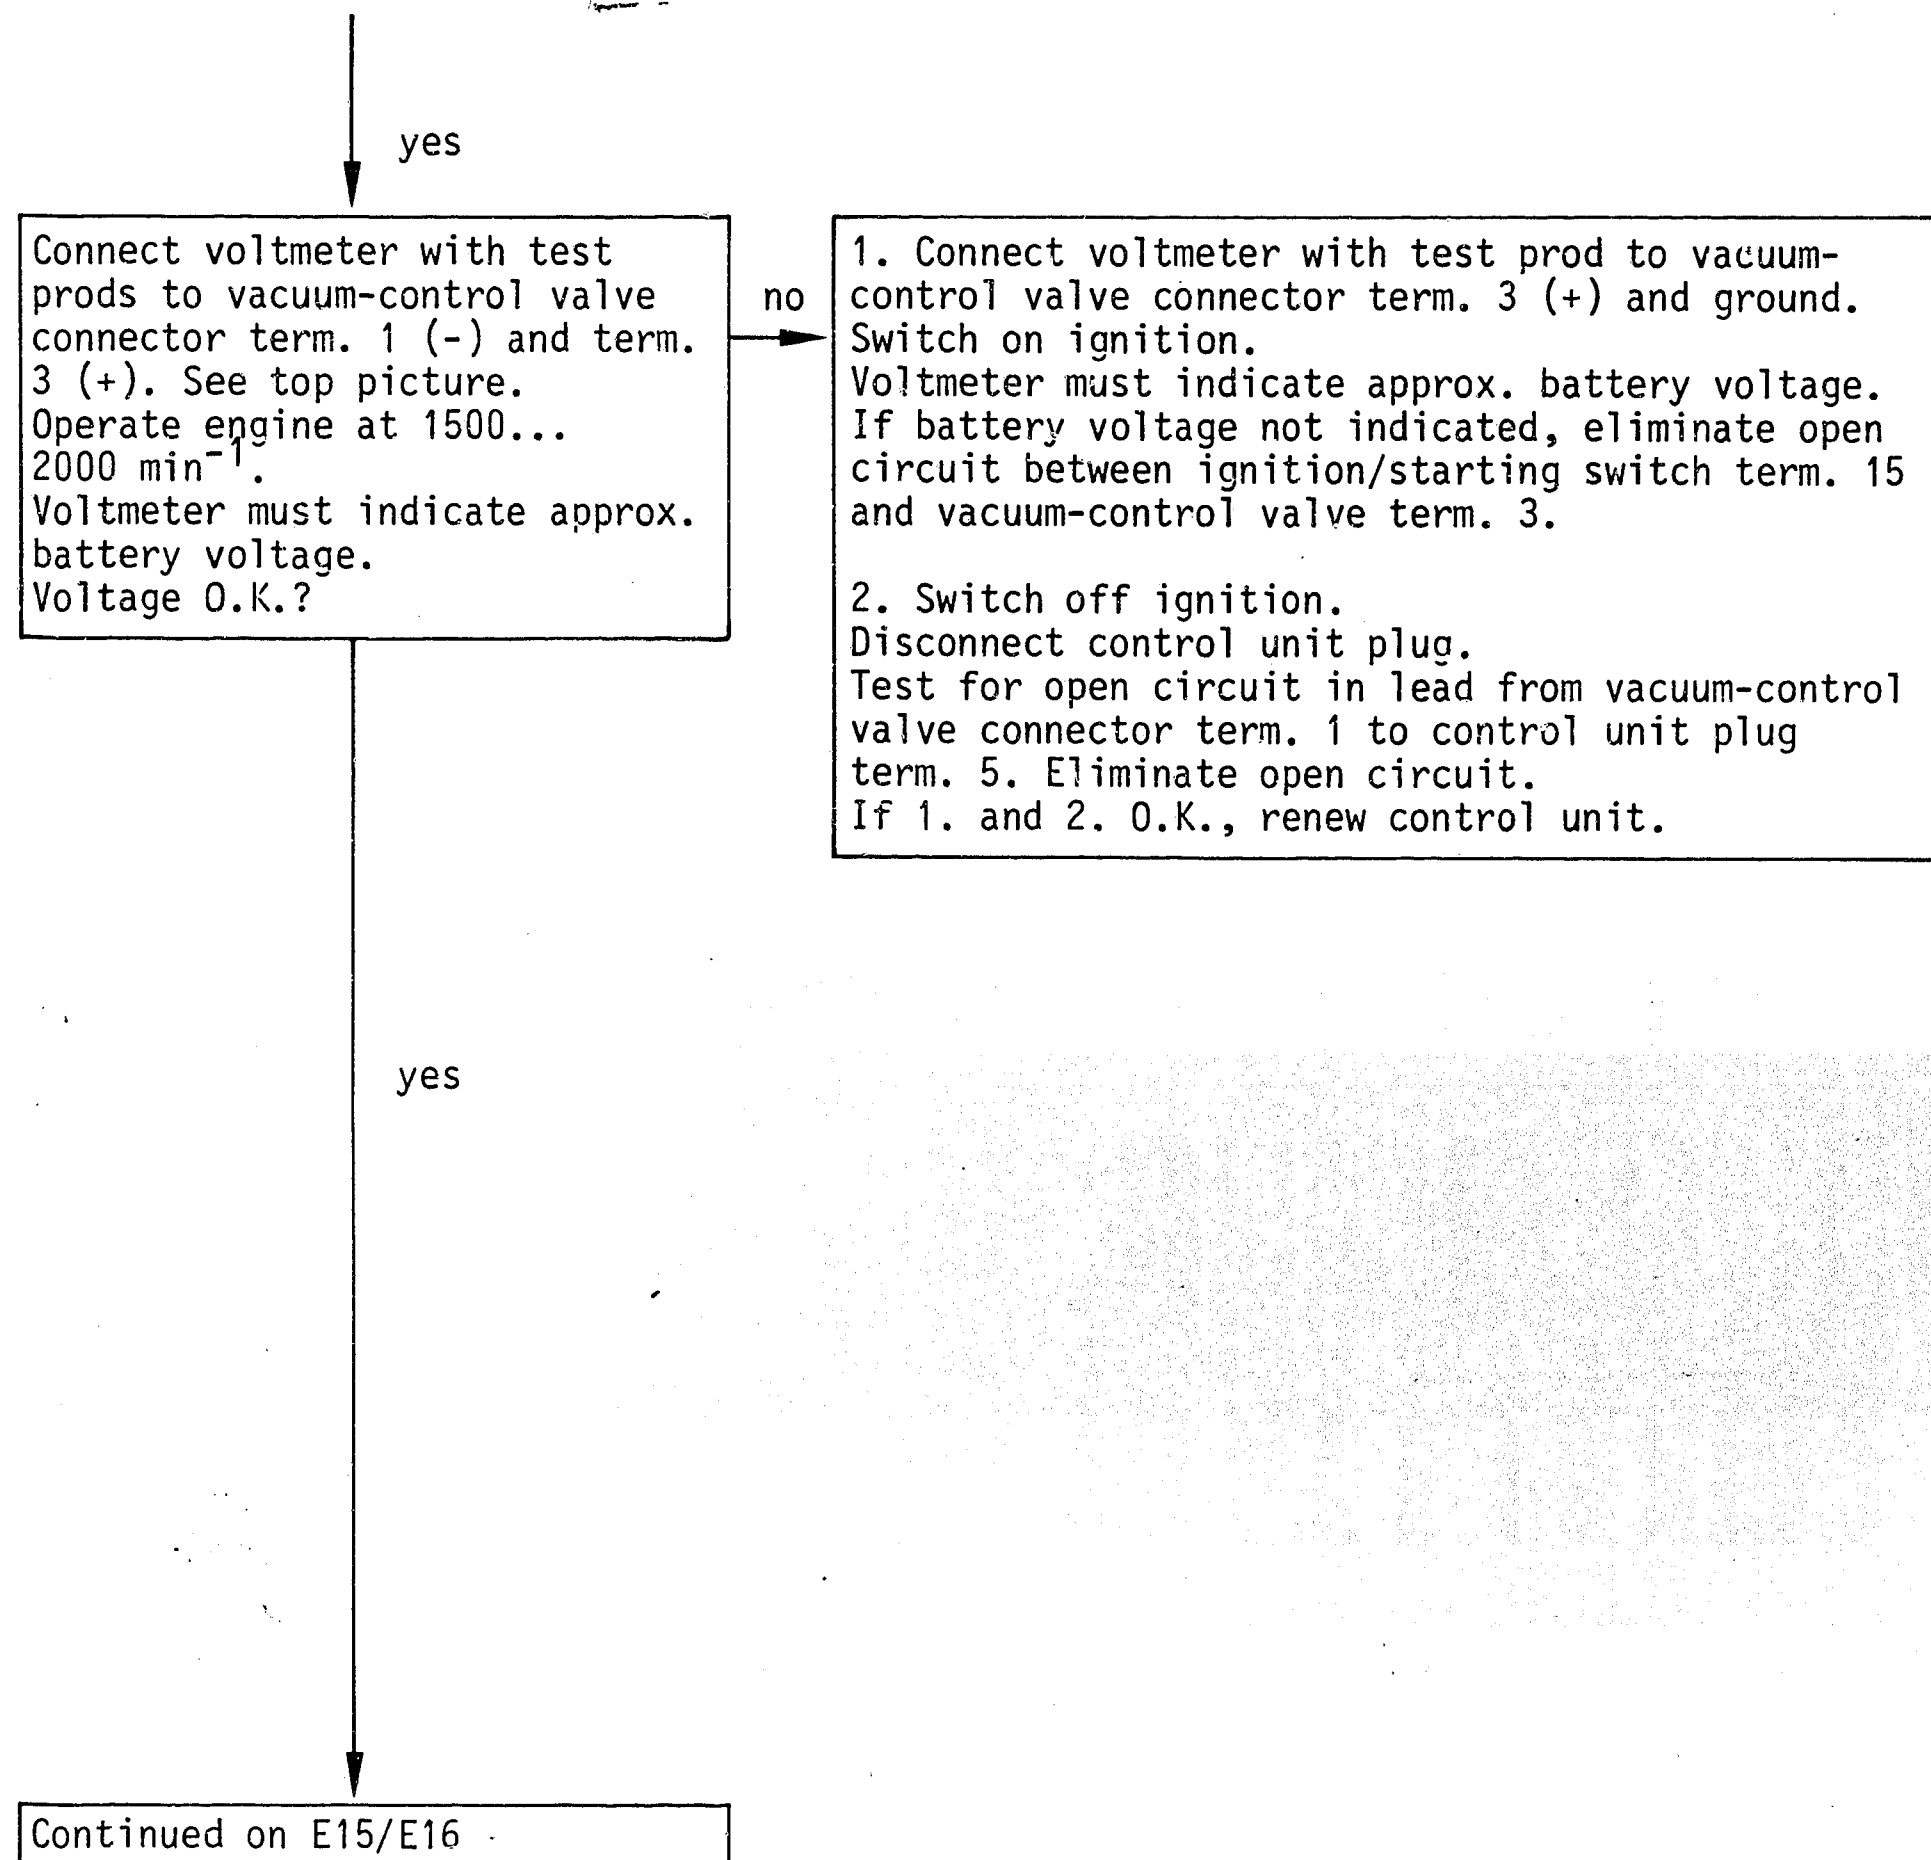 yes
Connect voltmeter with test
prods to vacuum-control valve
connector term. 1 (-) and term.
3 (+). See top picture.
Operate engine at 1500...
2000 min⁻¹.
Voltmeter must indicate approx.
battery voltage.
Voltage O.K.?
no
1. Connect voltmeter with test prod to vacuum-
control valve connector term. 3 (+) and ground.
Switch on ignition.
Voltmeter must indicate approx. battery voltage.
If battery voltage not indicated, eliminate open
circuit between ignition/starting switch term. 15
and vacuum-control valve term. 3.
2. Switch off ignition.
Disconnect control unit plug.
Test for open circuit in lead from vacuum-control
valve connector term. 1 to control unit plug
term. 5. Eliminate open circuit.
If 1. and 2. O.K., renew control unit.
yes
Continued on E15/E16